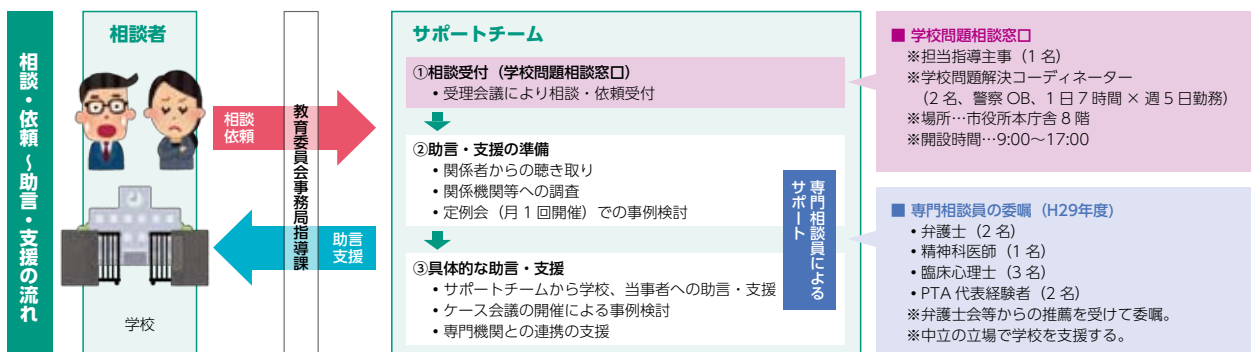 相談・依頼～助言・支援の流れ
相談者
学校
相談
依頼
助言
支援
教育委員会事務局指導課
サポートチーム
①相談受付（学校問題相談窓口）
・受理会議により相談・依頼受付
②助言・支援の準備
・関係者からの聴き取り
・関係機関等への調査
・定例会（月1回開催）での事例検討
③具体的な助言・支援
・サポートチームから学校、当事者への助言・支援
・ケース会議の開催による事例検討
・専門機関との連携の支援
専門相談員による
サポート
■ 学校問題相談窓口
※担当指導主事（1名）
※学校問題解決コーディネーター
（2名、警察OB、1日7時間×週5日勤務）
※場所…市役所本庁舎8階
※開設時間…9:00～17:00
■ 専門相談員の委嘱（H29年度)
・弁護士（2名）
・精神科医師（1名）
・臨床心理士（3名）
・PTA代表経験者（2名）
※弁護士会等からの推薦を受けて委嘱。
※中立の立場で学校を支援する。